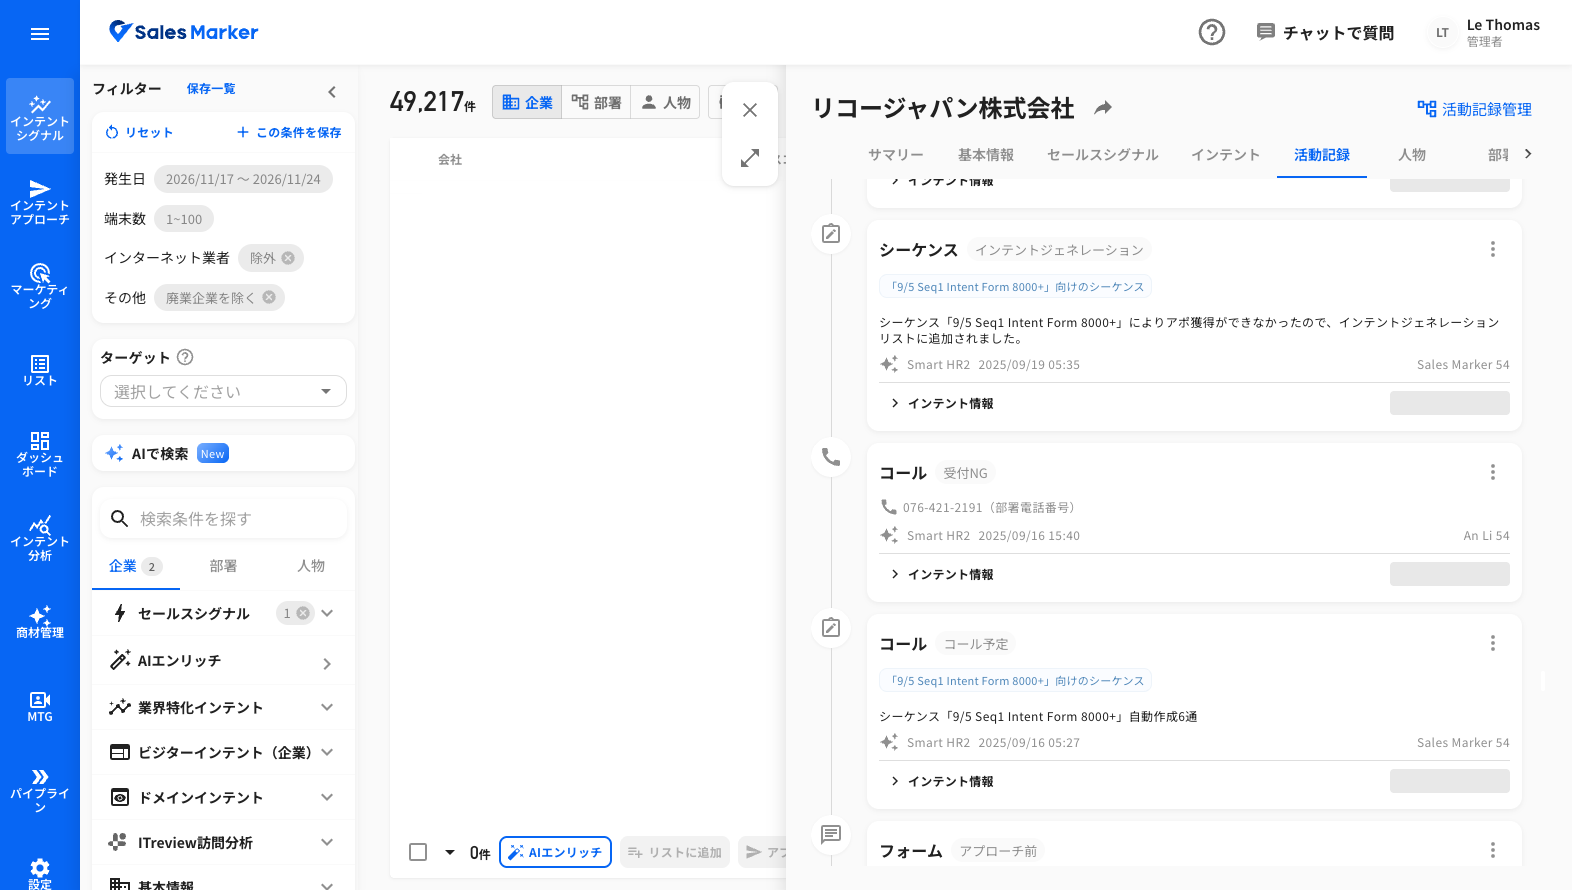 Sales Marker
チャットで質問
LT
Le Thomas
管理者
インテント
シグナル
インテント
アプローチ
マーケティ
ング
リスト
ダッシュ
ボード
インテント
分析
商材管理
MTG
パイプライ
ン
設定
フィルター
保存一覧
リセット
この条件を保存
発生日
2026/11/17 〜 2026/11/24
端末数
1~100
インターネット業者
除外
その他
廃業企業を除く
ターゲット
選択してください
AIで検索
New
検索条件を探す
企業 2
部署
人物
セールスシグナル
1
AIエンリッチ
業界特化インテント
ビジターインテント（企業）
ドメインインテント
ITreview訪問分析
基本情報
49,217件
企業
部署
人物
会社
0件
AIエンリッチ
リストに追加
リコージャパン株式会社
活動記録管理
サマリー
基本情報
セールスシグナル
インテント
活動記録
人物
部署
インテント情報
シーケンス
インテントジェネレーション
「9/5 Seq1 Intent Form 8000+」向けのシーケンス
シーケンス「9/5 Seq1 Intent Form 8000+」によりアポ獲得ができなかったので、インテントジェネレーション
リストに追加されました。
Smart HR2 2025/09/19 05:35
Sales Marker 54
インテント情報
コール
受付NG
076-421-2191（部署電話番号）
Smart HR2 2025/09/16 15:40
An Li 54
インテント情報
コール
コール予定
「9/5 Seq1 Intent Form 8000+」向けのシーケンス
シーケンス「9/5 Seq1 Intent Form 8000+」自動作成6通
Smart HR2 2025/09/16 05:27
Sales Marker 54
インテント情報
フォーム
アプローチ前